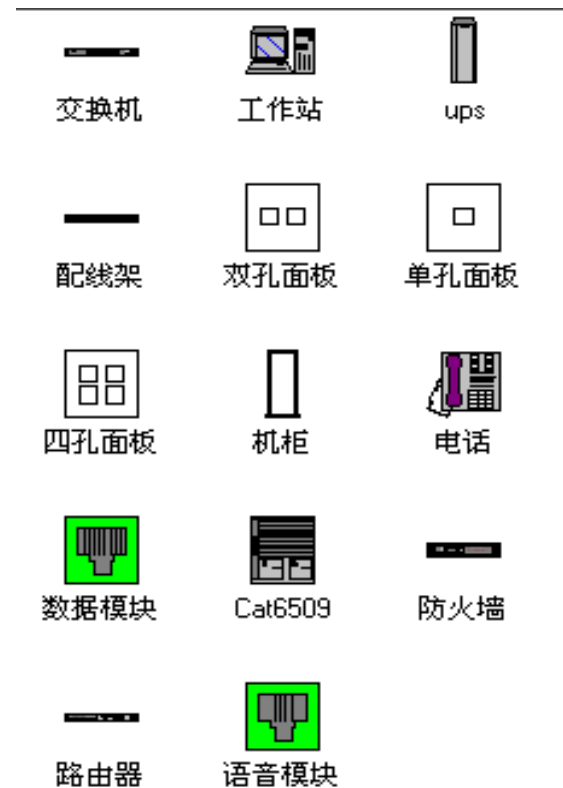 交换机
工作站
ups
配线架
双孔面板
单孔面板
四孔面板
机柜
电话
数据模块
Cat6509
防火墙
路由器
语音模块